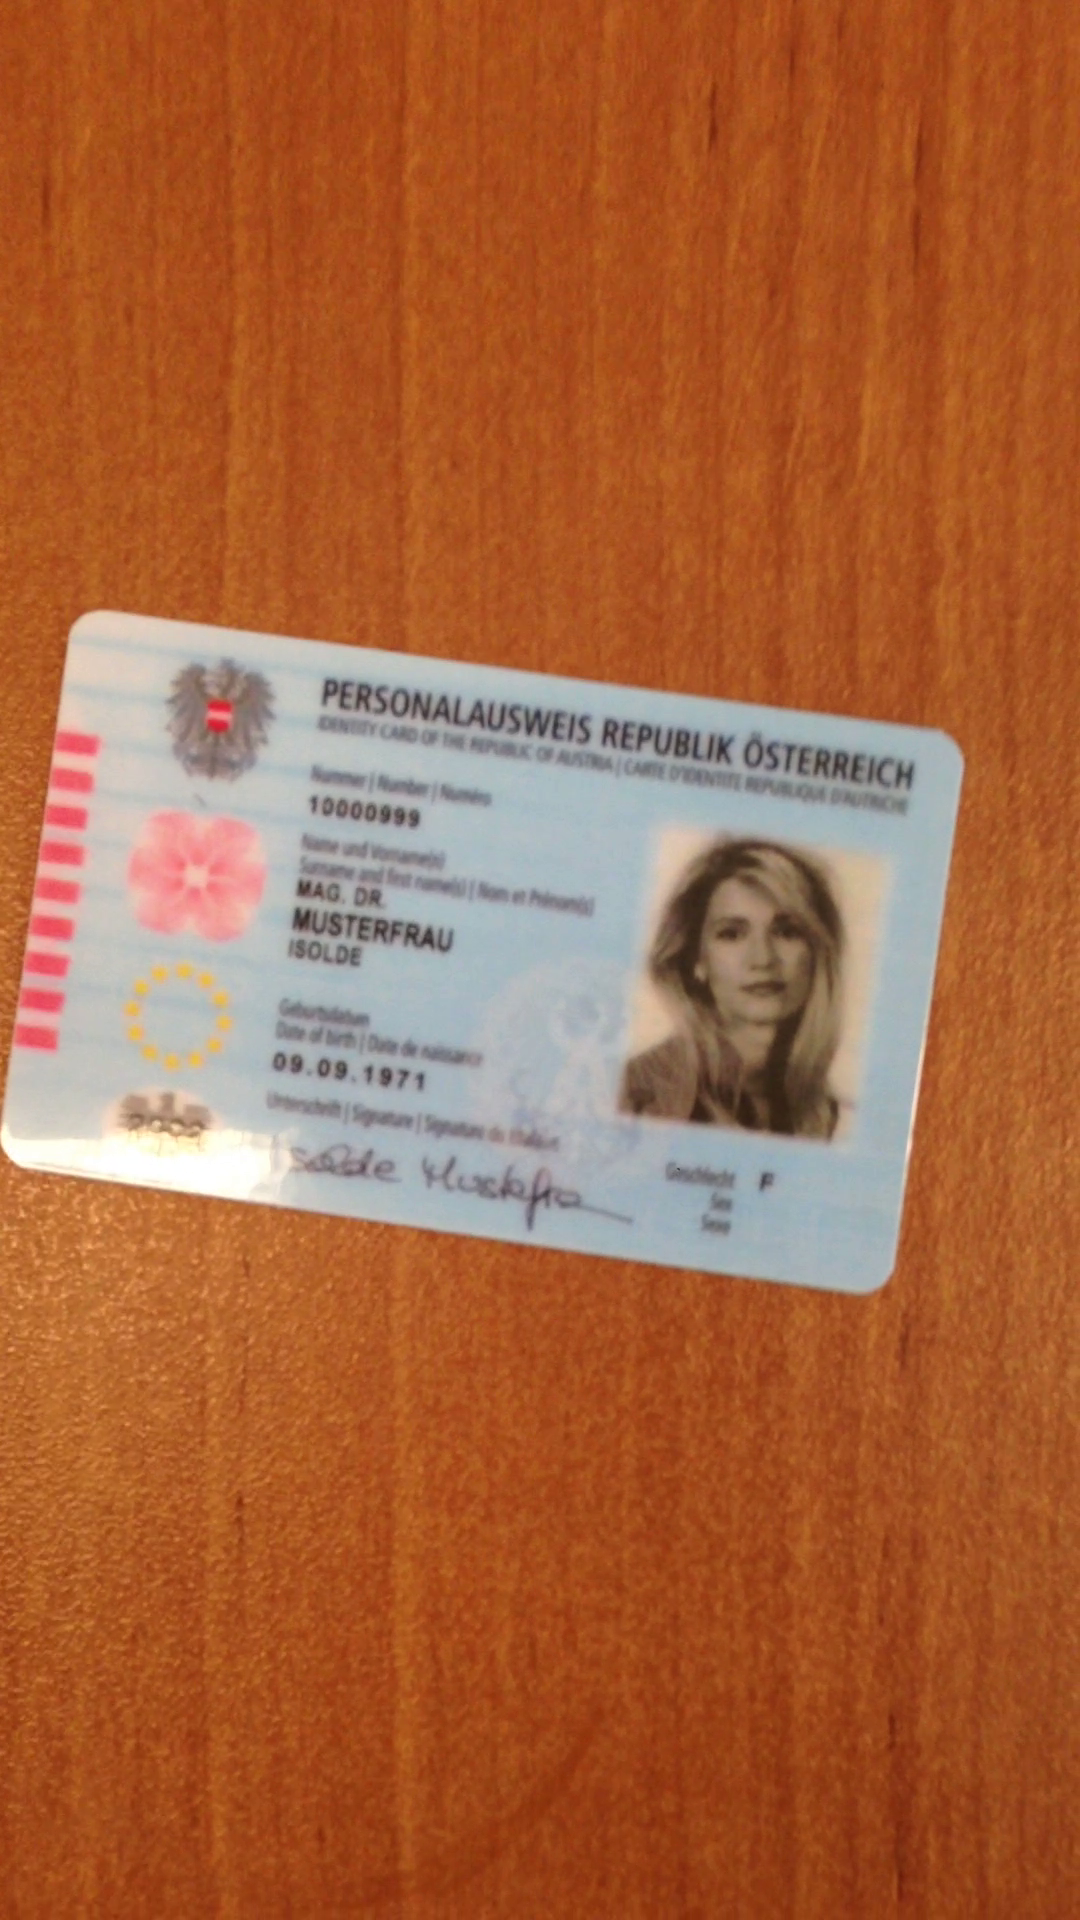 PERSONALAUSWEIS REPUBLIK ÖSTERREICH
IDENTITY CARD OF THE REPUBLIC OF AUSTRIA | CARTE D'IDENTITÉ REPUBLIQUE D'AUTRICHE
Nummer | Number | Numéro
10000999
Name und Vorname(n)
Surname and first name(s) | Nom et Prénom(s)
MAG. DR.
MUSTERFRAU
ISOLDE
Geburtsdatum
Date of birth | Date de naissance
09.09.1971
Unterschrift | Signature | Signature du titulaire
Isolde Musterfrau
Geschlecht F
Sex
Sexe